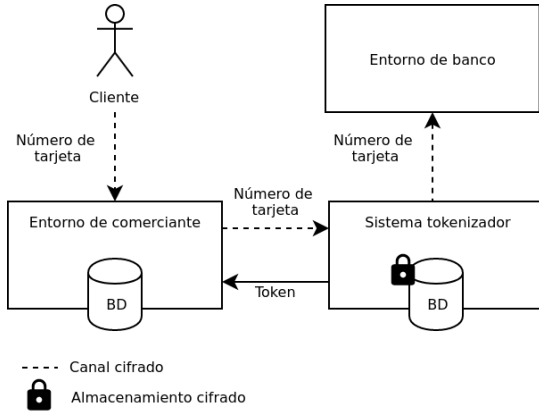 Entorno de banco
Cliente
Número de
tarjeta
Número de
tarjeta
Número de
tarjeta
Entorno de comerciante
Sistema tokenizador
BD
Token
BD
Canal cifrado
Almacenamiento cifrado